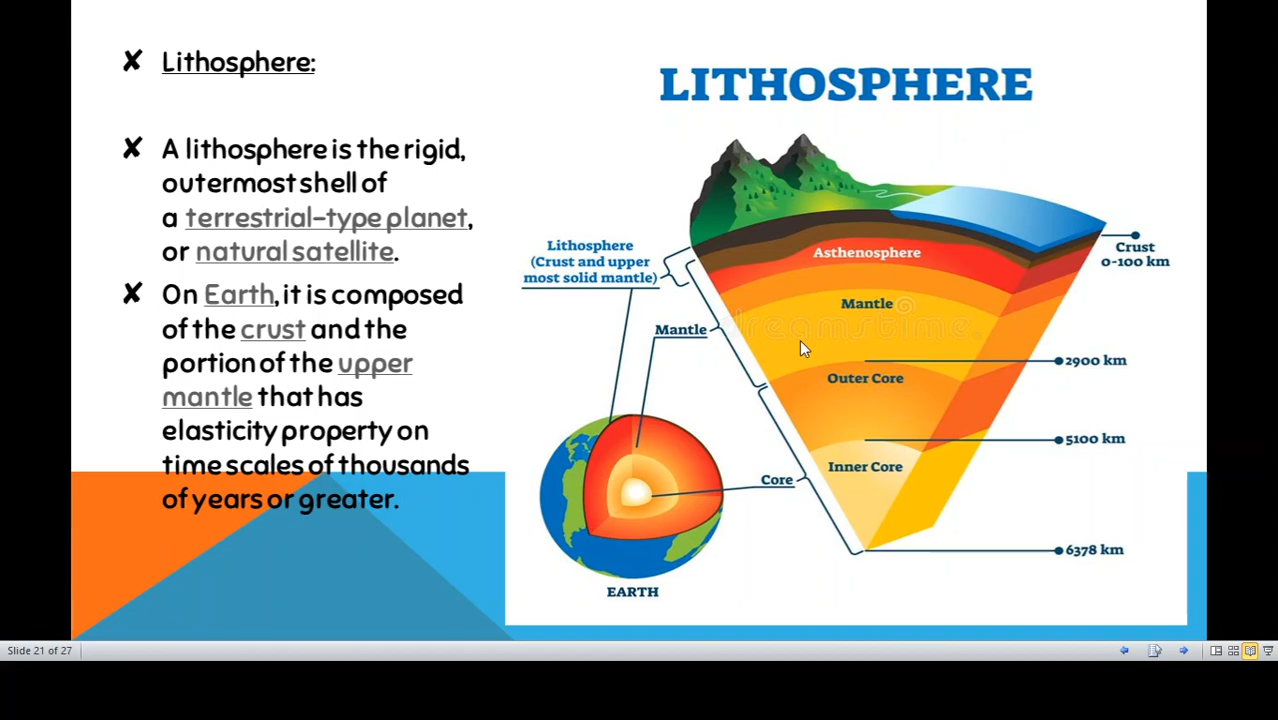 ✘ Lithosphere:
✘ A lithosphere is the rigid,
outermost shell of
a terrestrial-type planet,
or natural satellite.
✘ On Earth, it is composed
of the crust and the
portion of the upper
mantle that has
elasticity property on
time scales of thousands
of years or greater.
LITHOSPHERE
Lithosphere
(Crust and upper
most solid mantle)
Asthenosphere
Crust
0-100 km
Mantle
Mantle
dreamstime
2900 km
Outer Core
5100 km
Inner Core
Core
6378 km
EARTH
Slide 21 of 27